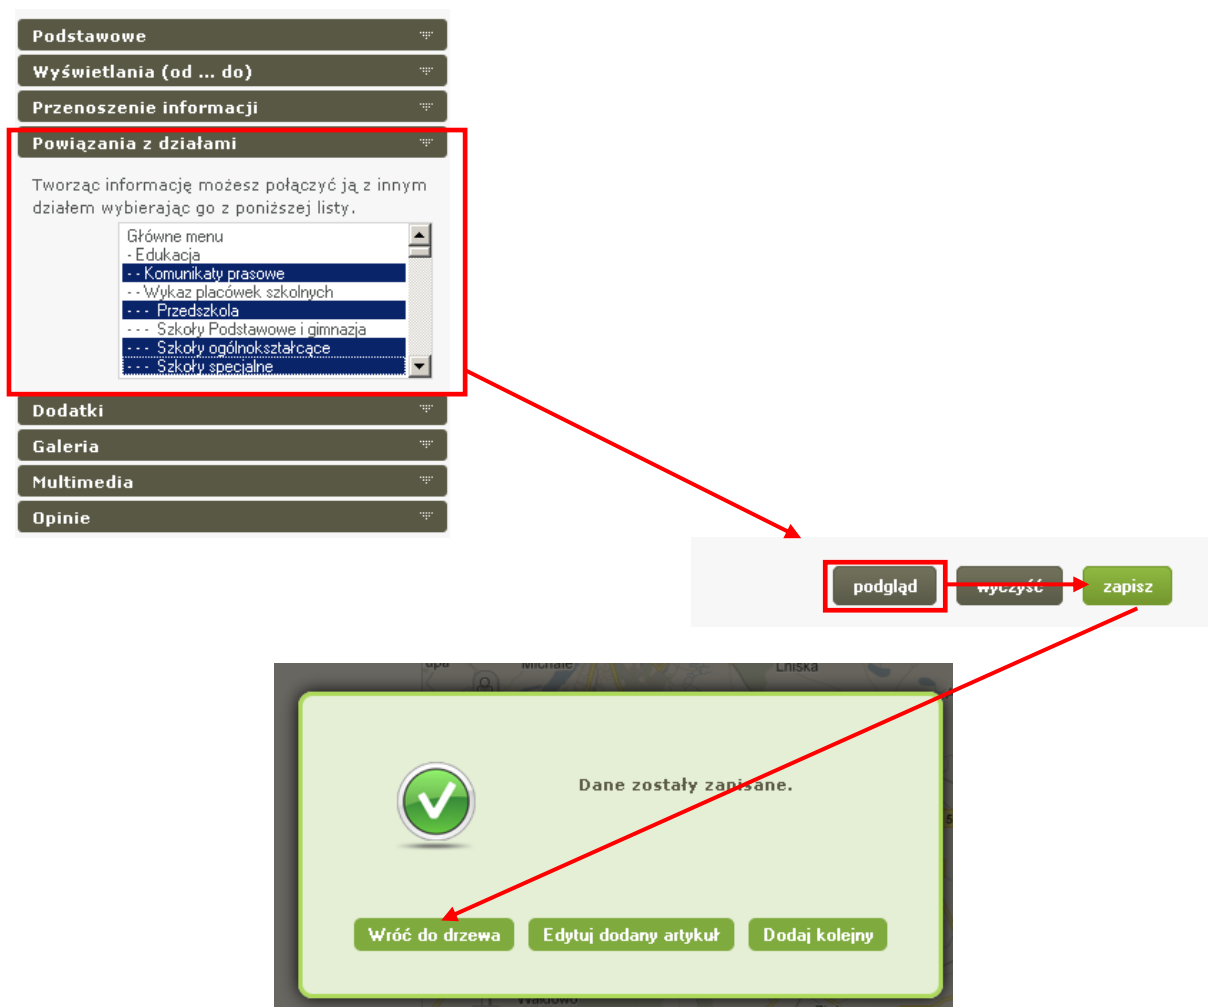 Podstawowe
Wyświetlania (od ... do)
Przenoszenie informacji
Powiązania z działami
Tworząc informację możesz połączyć ją z innym
działem wybierając go z poniższej listy.
Główne menu
- Edukacja
- - Komunikaty prasowe
- - Wykaz placówek szkolnych
- - - Przedszkola
- - - Szkoły Podstawowe i gimnazja
- - - Szkoły ogólnokształcące
- - - Szkoły specjalne
Dodatki
Galeria
Multimedia
Opinie
podgląd wyczyść zapisz
Michale Lniska
Dane zostały zapisane.
Wróć do drzewa Edytuj dodany artykuł Dodaj kolejny